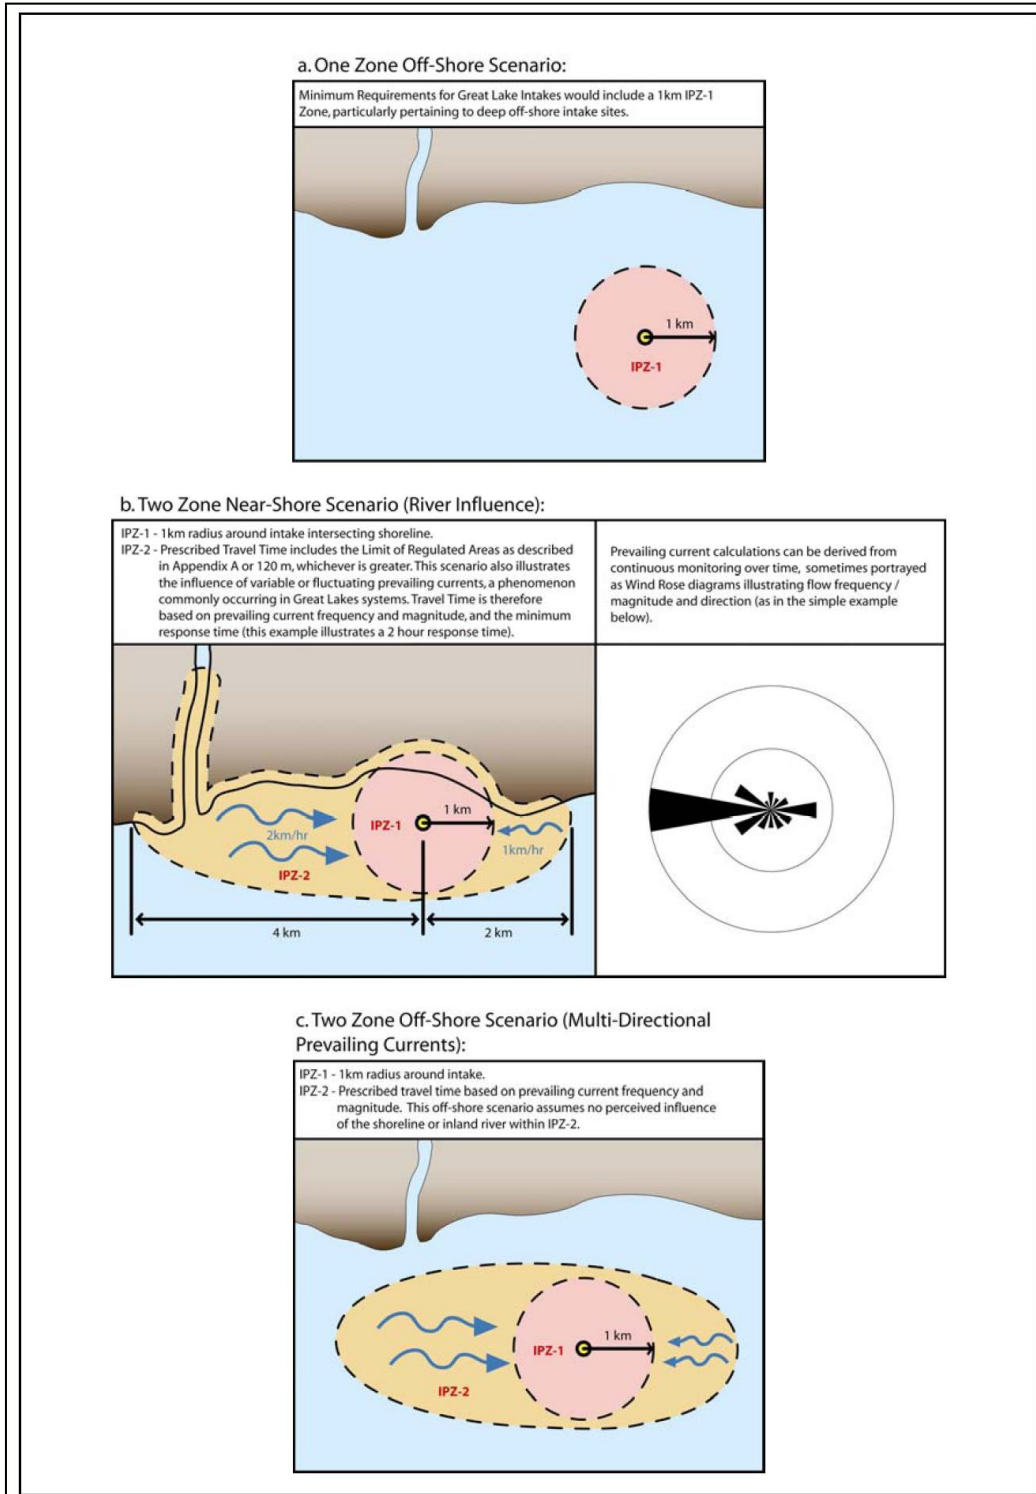 a. One Zone Off-Shore Scenario:
Minimum Requirements for Great Lake Intakes would include a 1km IPZ-1
Zone, particularly pertaining to deep off-shore intake sites.
1 km
IPZ-1
b. Two Zone Near-Shore Scenario (River Influence):
IPZ-1 - 1km radius around intake intersecting shoreline.
IPZ-2 - Prescribed Travel Time includes the Limit of Regulated Areas as described
in Appendix A or 120 m, whichever is greater. This scenario also illustrates
the influence of variable or fluctuating prevailing currents, a phenomenon
commonly occurring in Great Lakes systems. Travel Time is therefore
based on prevailing current frequency and magnitude, and the minimum
response time (this example illustrates a 2 hour response time).
Prevailing current calculations can be derived from
continuous monitoring over time, sometimes portrayed
as Wind Rose diagrams illustrating flow frequency /
magnitude and direction (as in the simple example
below).
1 km
IPZ-1
2km/hr
1km/hr
IPZ-2
4 km
2 km
c. Two Zone Off-Shore Scenario (Multi-Directional
Prevailing Currents):
IPZ-1 - 1km radius around intake.
IPZ-2 - Prescribed travel time based on prevailing current frequency and
magnitude. This off-shore scenario assumes no perceived influence
of the shoreline or inland river within IPZ-2.
1 km
IPZ-1
IPZ-2